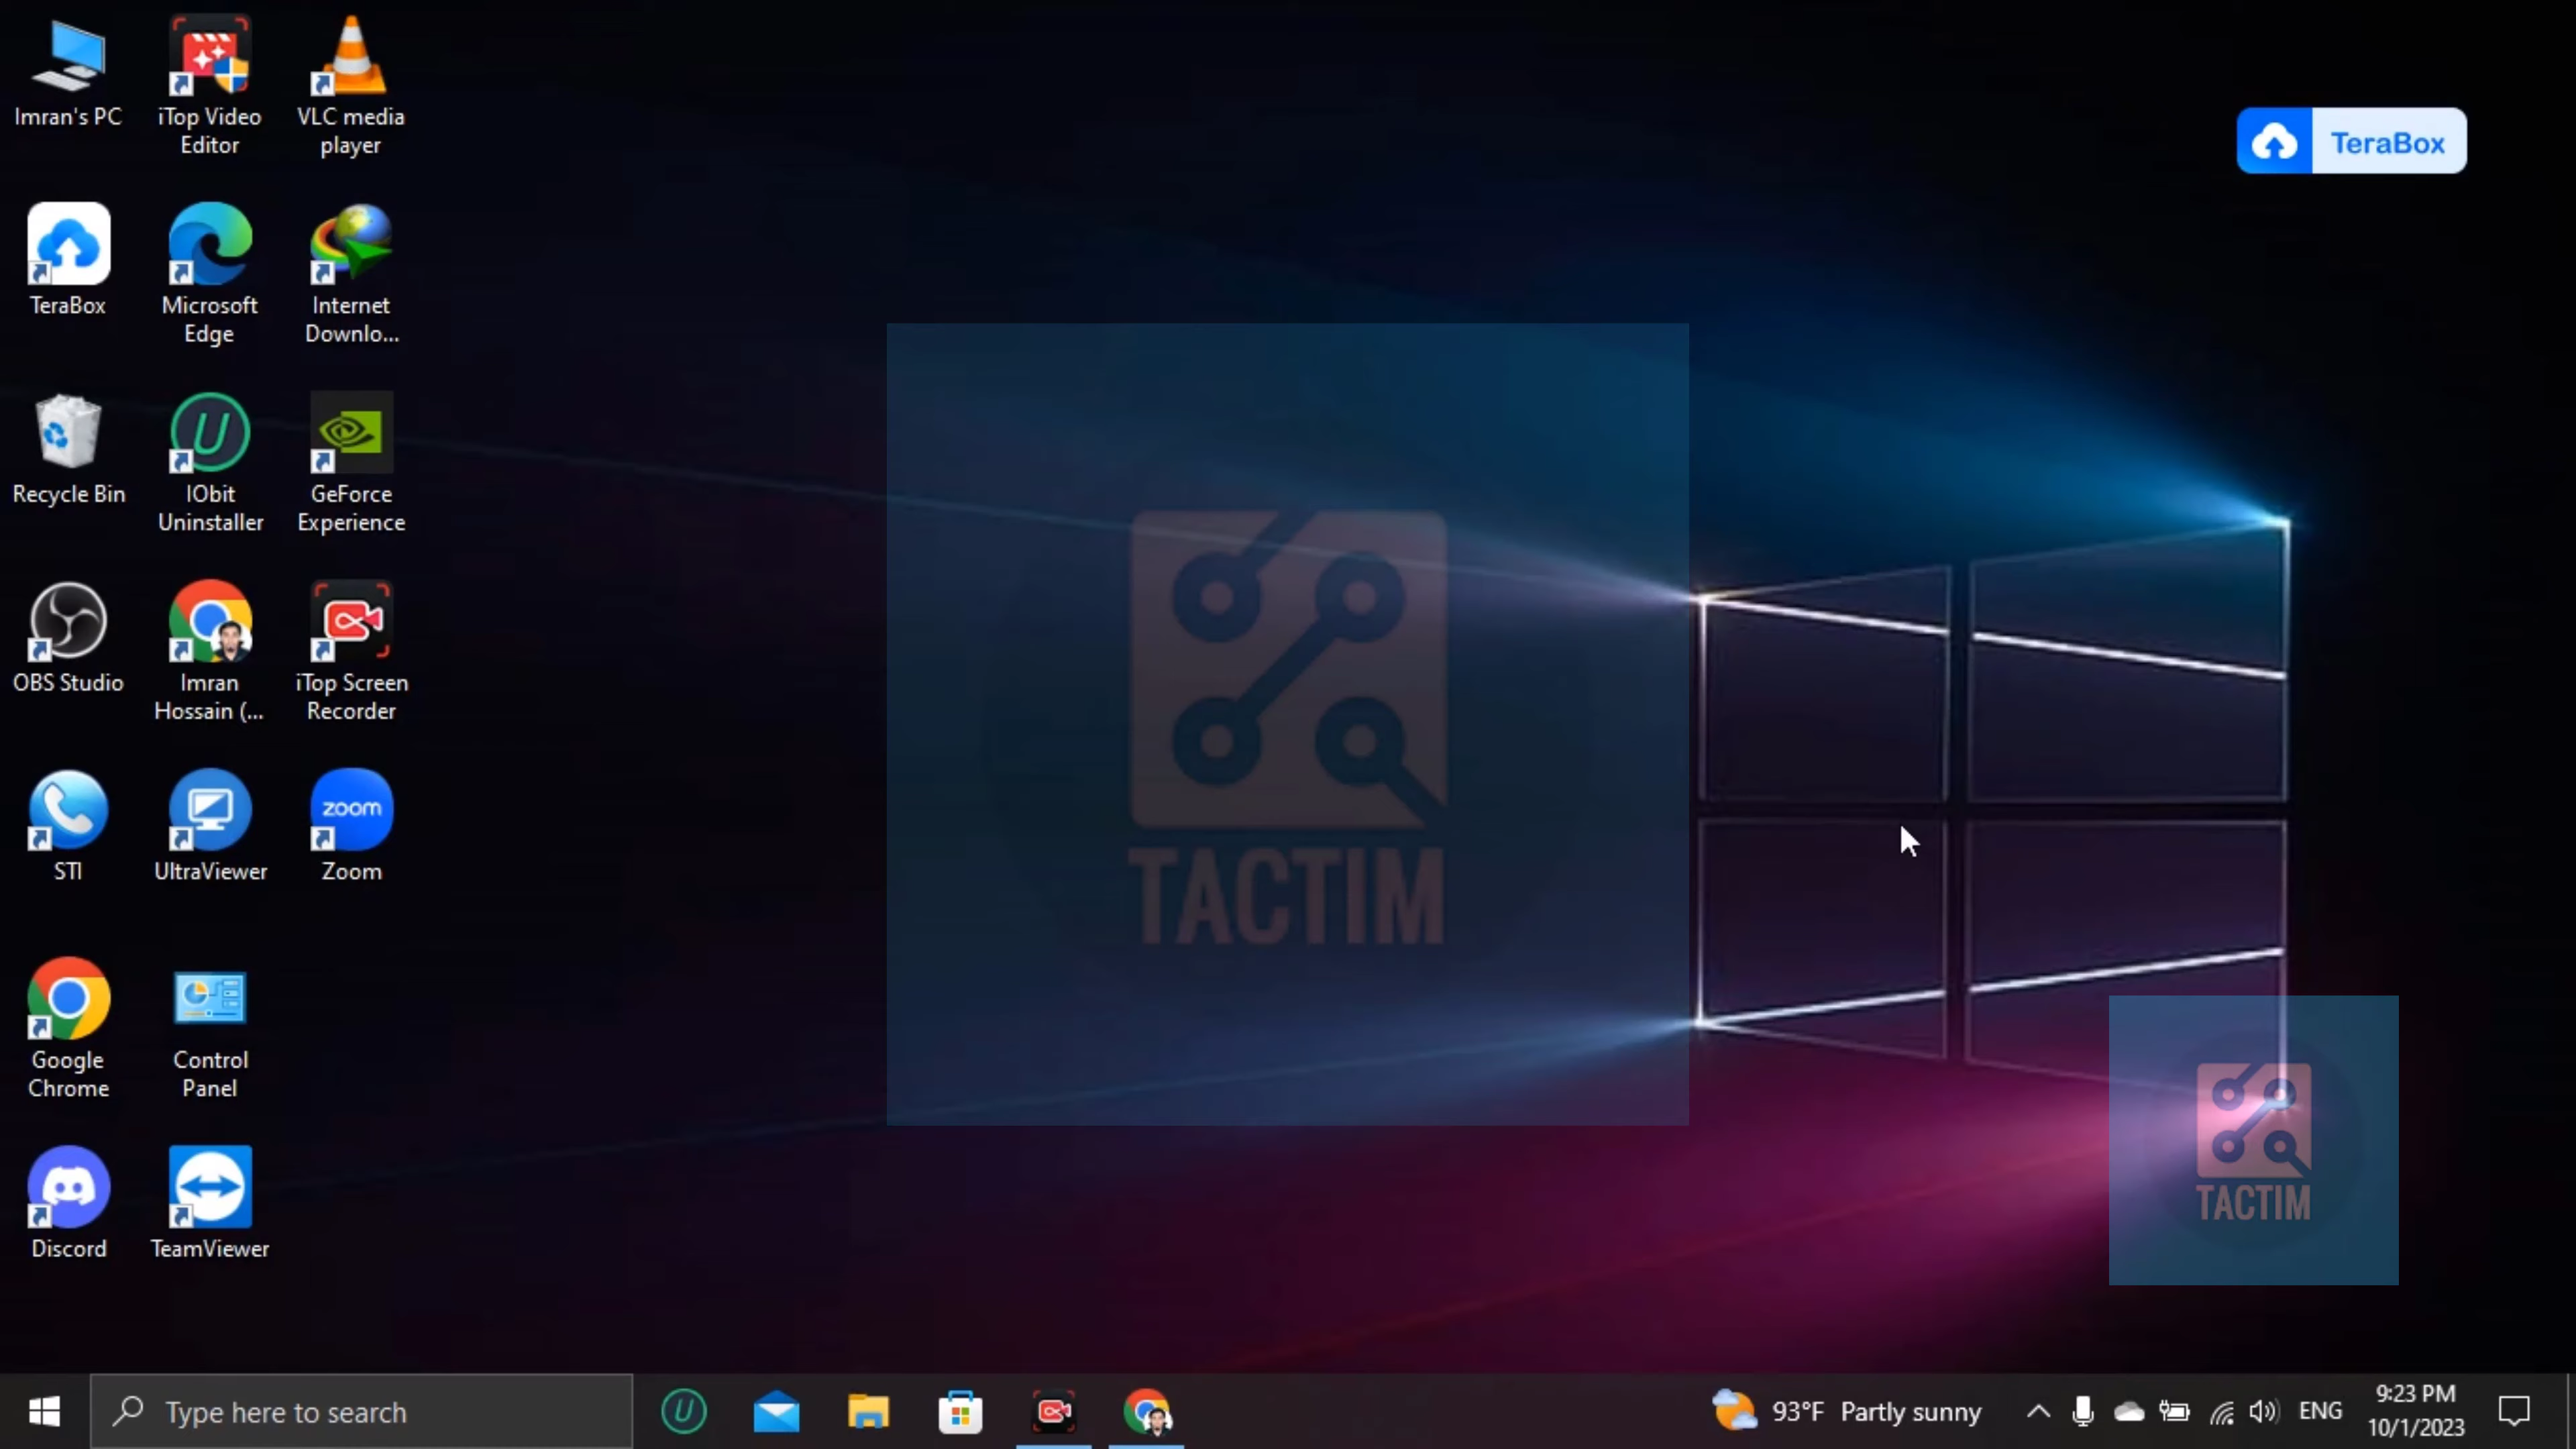 Imran's PC
iTop Video
Editor
VLC media
player
TeraBox
TeraBox
Microsoft
Edge
Internet
Downlo...
Recycle Bin
IObit
Uninstaller
GeForce
Experience
OBS Studio
Imran
Hossain (...
iTop Screen
Recorder
TACTIM
STI
UltraViewer
zoom
Zoom
Google
Chrome
Control
Panel
TACTIM
Discord
TeamViewer
Type here to search
93°F Partly sunny
ENG
9:23 PM
10/1/2023